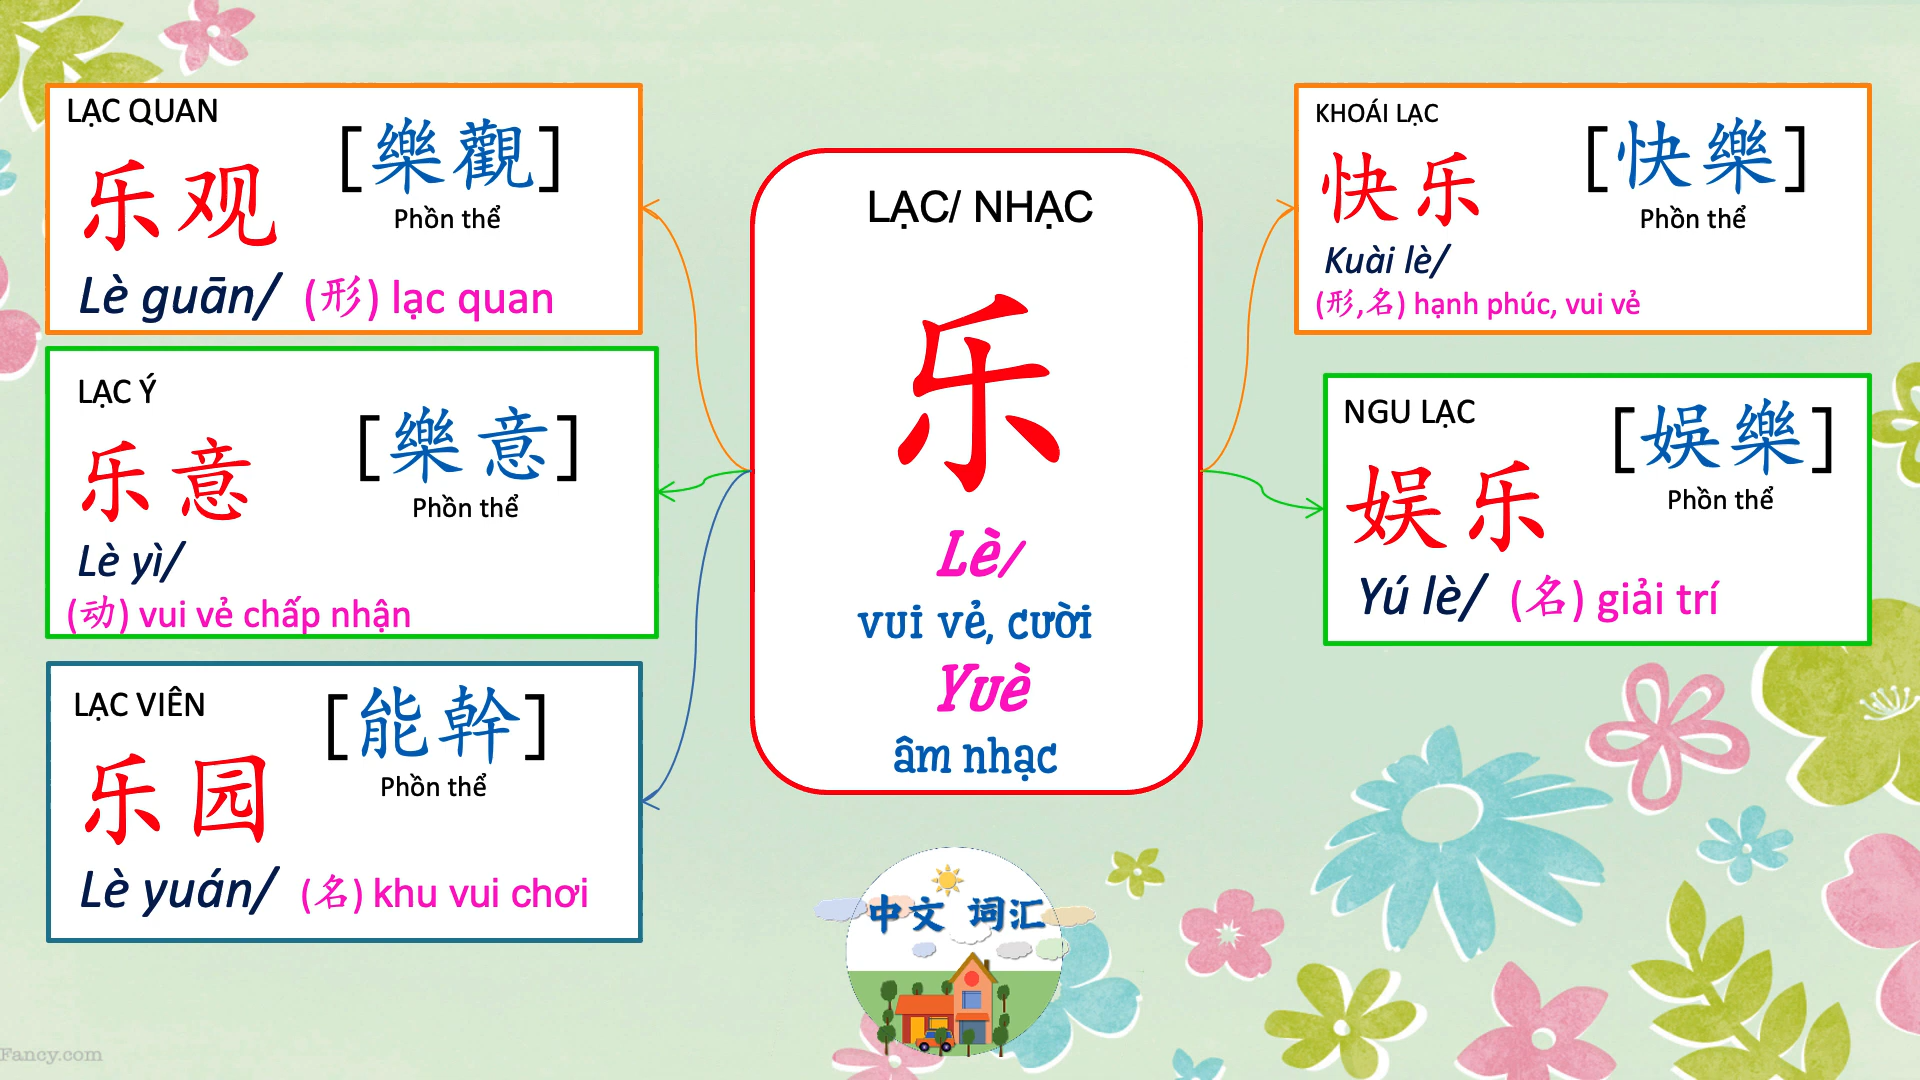 LẠC QUAN
[樂觀]
乐观
Phồn thể
Lè guān/ (形) lạc quan
LẠC Ý
[樂意]
乐意
Phồn thể
Lè yì/
(动) vui vẻ chấp nhận
LẠC VIÊN
[能幹]
乐园
Phồn thể
Lè yuán/ (名) khu vui chơi
LẠC/ NHẠC
乐
Lè/
vui vẻ, cười
Yuè
âm nhạc
KHOÁI LẠC
[快樂]
快乐
Phồn thể
Kuài lè/
(形,名) hạnh phúc, vui vẻ
NGU LẠC
[娛樂]
娱乐
Phồn thể
Yú lè/ (名) giải trí
中文 词汇
Fancy.com